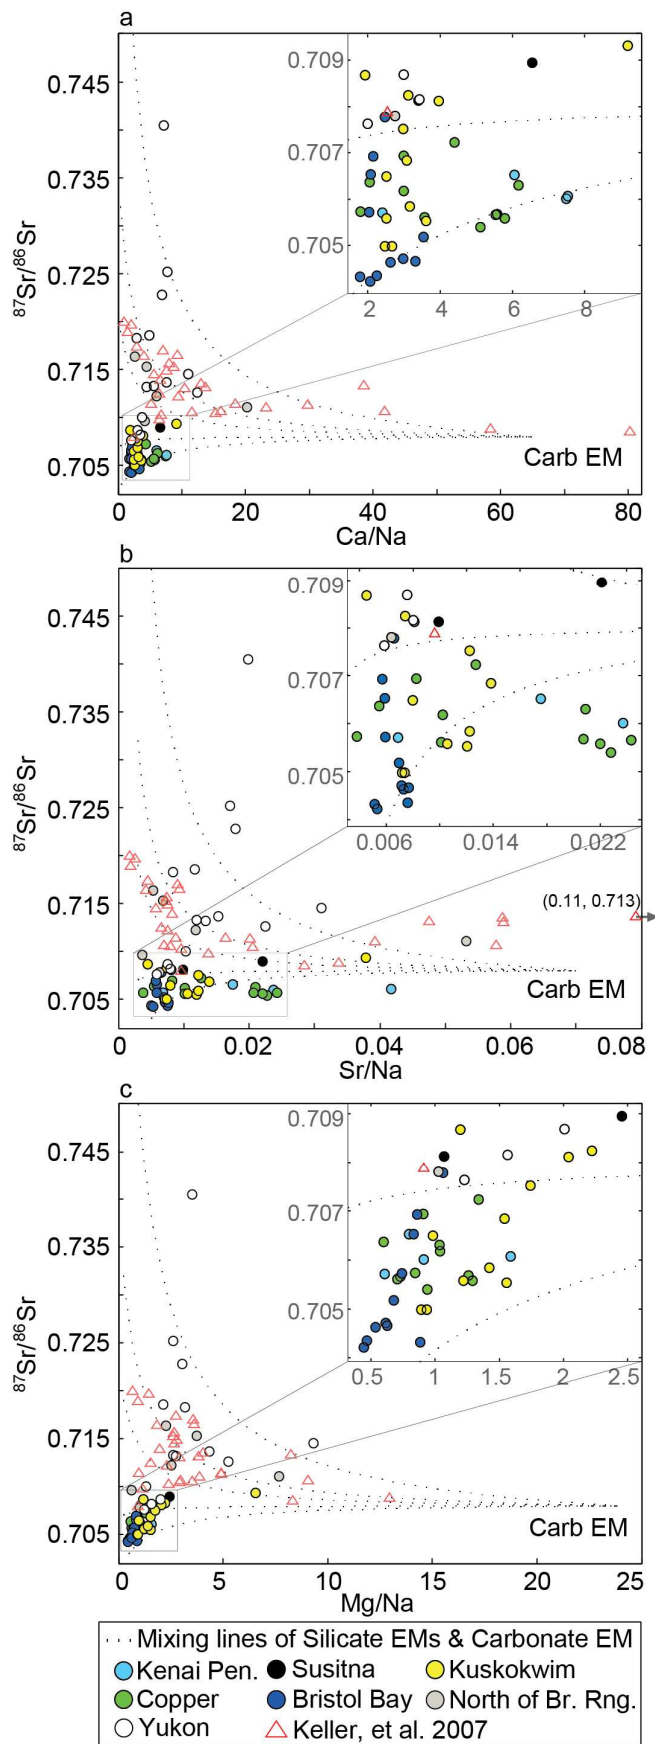 a
0.745
0.735
0.725
0.715
0.705
⁸⁷Sr/⁸⁶Sr
0.709
0.707
0.705
2 4 6 8
Carb EM
0 20 40 60 80
Ca/Na
b
0.745
0.735
0.725
0.715
0.705
⁸⁷Sr/⁸⁶Sr
0.709
0.707
0.705
0.006 0.014 0.022
(0.11, 0.713)
Carb EM
0 0.02 0.04 0.06 0.08
Sr/Na
c
0.745
0.735
0.725
0.715
0.705
⁸⁷Sr/⁸⁶Sr
0.709
0.707
0.705
0.5 1 1.5 2 2.5
Carb EM
0 5 10 15 20 25
Mg/Na
Mixing lines of Silicate EMs & Carbonate EM
Kenai Pen. Susitna Kuskokwim
Copper Bristol Bay North of Br. Rng.
Yukon Keller, et al. 2007